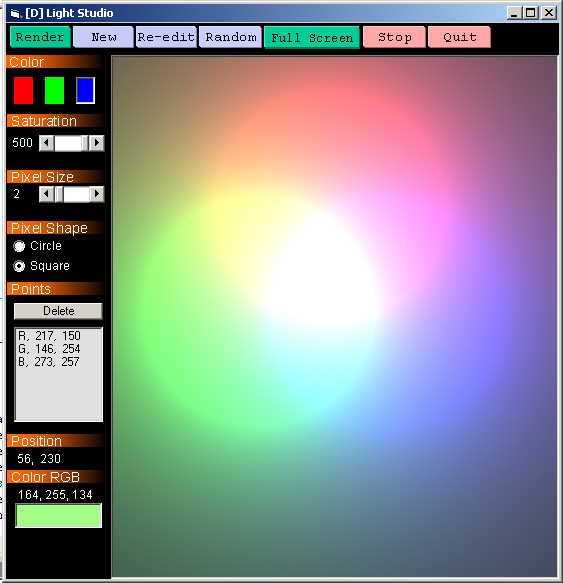 [D] Light Studio
Render New Re-edit Random Full Screen Stop Quit
Color
Saturation
500
Pixel Size
2
Pixel Shape
Circle
Square
Points
Delete
R, 217, 150
G, 146, 254
B, 273, 257
Position
56, 230
Color RGB
164, 255, 134